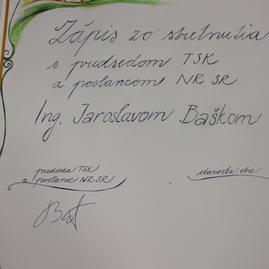 Zápis zo stretnutia
s predsedom TSK
a poslancom NR SR
Ing. Jaroslavom Baškom
predseda TSK
a poslanec NR SR
starosta obce